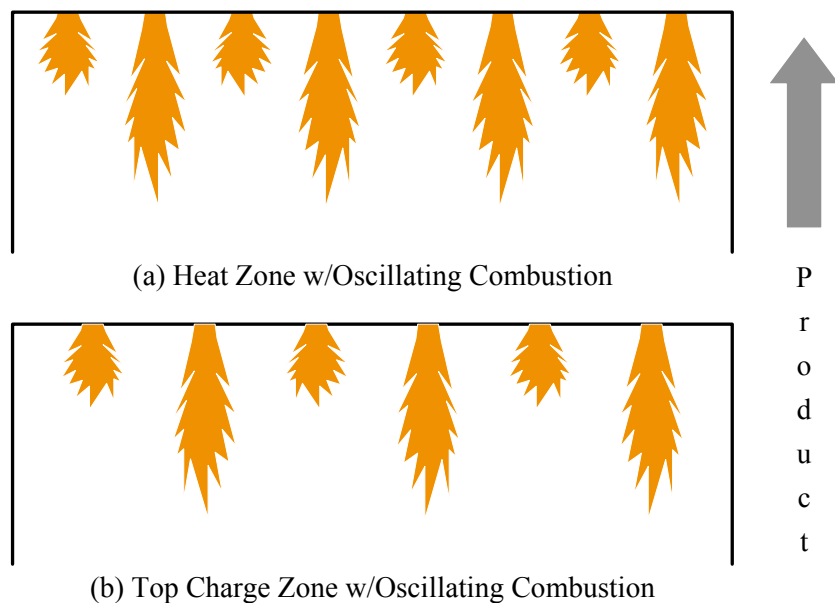 (a) Heat Zone w/Oscillating Combustion
(b) Top Charge Zone w/Oscillating Combustion
P
r
o
d
u
c
t